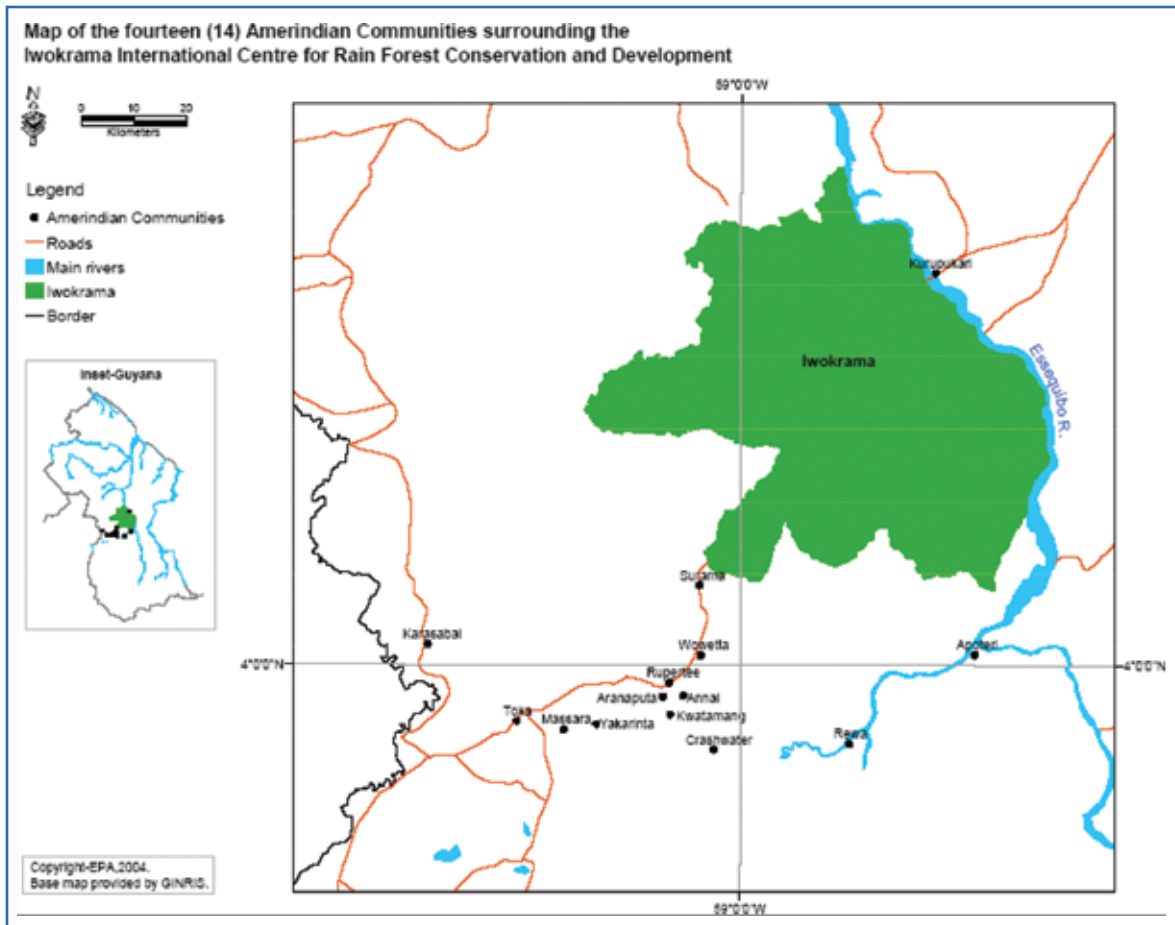 Map of the fourteen (14) Amerindian Communities surrounding the
Iwokrama International Centre for Rain Forest Conservation and Development
N
0 10 20
Kilometers
Legend
Amerindian Communities
Roads
Main rivers
Iwokrama
Border
Inset-Guyana
59°0'0"W
Kurupukari
Iwokrama
Essequibo R.
Surama
Karasabai
Wowetta
Apoteri
4°0'0"N
4°0'0"N
Rupertee
Aranaputa
Annai
Toka
Massara
Yakarinta
Kwatamang
Crashwater
Rewa
59°0'0"W
Copyright-EPA,2004.
Base map provided by GINRIS.